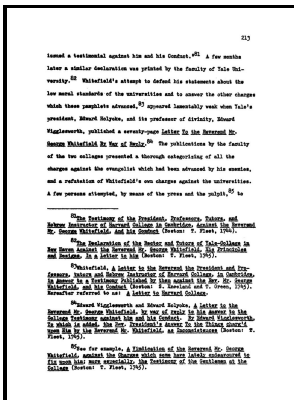 213
issued a testimonial against him and his Conduct."81 A few months
later a similar declaration was printed by the faculty of Yale Uni-
versity.82 Whitefield's attempt to defend his statements about the
low moral standards of the universities and to answer the other charges
which these pamphlets advanced,83 appeared lamentably weak when Yale's
president, Edward Holyoke, and its professor of divinity, Edward
Wigglesworth, published a seventy-page Letter To the Reverend Mr.
George Whitefield By Way of Reply.84 The publications by the faculty
of the two colleges presented a thorough categorizing of all the
charges against the evangelist which had been advanced by his enemies,
and a refutation of Whitefield's own charges against the universities.
A few persons attempted, by means of the press and the pulpit,85 to
81The Testimony of the President, Professors, Tutors, and
Hebrew Instructor of Harvard College in Cambridge, Against the Reverend
Mr. George Whitefield, And his Conduct (Boston: T. Fleet, 1744).
82The Declaration of the Rector and Tutors of Yale-College in
New Haven Against the Reverend Mr. George Whitefield, His Principles
and Designs, In a Letter to him (Boston: T. Fleet, 1745).
83Whitefield, A Letter to the Reverend the President and Pro-
fessors, Tutors and Hebrew Instructor of Harvard College, in Cambridge,
in Answer to a Testimony Published by them against the Rev. Mr. George
Whitefield, and his Conduct (Boston: S. Kneeland and T. Green, 1745).
Hereafter referred to as: A Letter to Harvard College.
84Edward Wigglesworth and Edward Holyoke, A Letter to the
Reverend Mr. George Whitefield, by way of reply to his Answer to the
College Testimony against him and his Conduct. By Edward Wigglesworth.
To which is added, the Rev. President's Answer To the Things charg'd
upon Him by the Reverend Mr. Whitefield, as Inconsistences (Boston: T.
Fleet, 1745).
85See for example, A Vindication of the Reverend Mr. George
Whitefield, against the Charges which some have lately endeavoured to
fix upon him; more especially, the Testimony of the Gentlemen at the
College (Boston: T. Fleet, 1745).